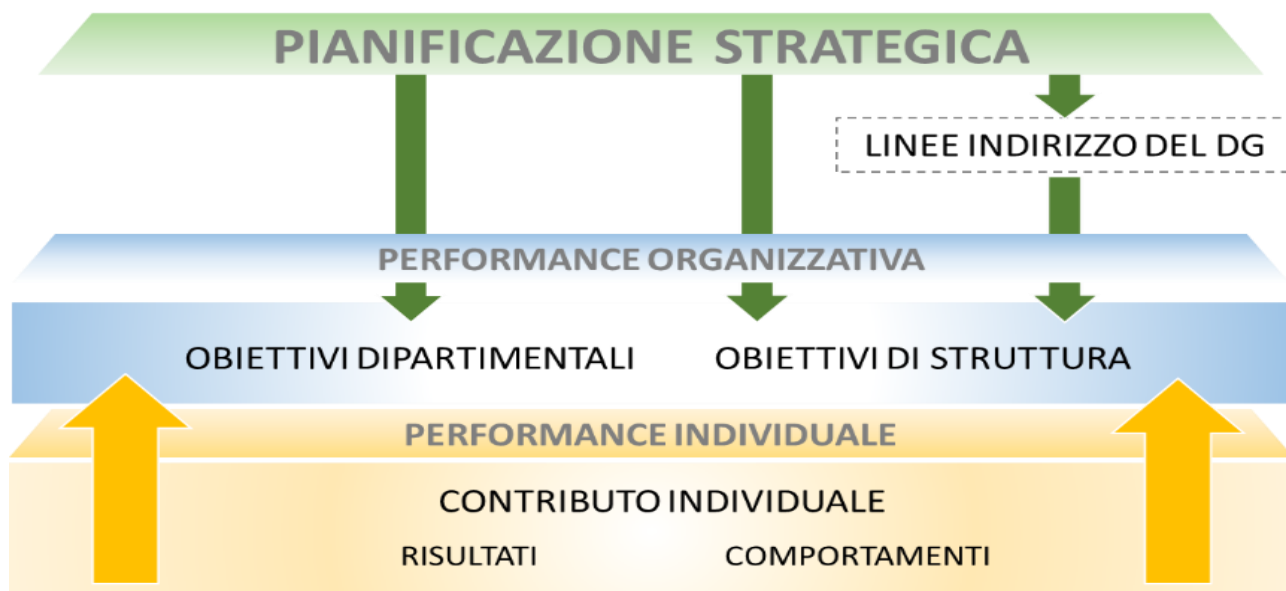 PIANIFICAZIONE STRATEGICA
LINEE INDIRIZZO DEL DG
PERFORMANCE ORGANIZZATIVA
OBIETTIVI DIPARTIMENTALI
OBIETTIVI DI STRUTTURA
PERFORMANCE INDIVIDUALE
CONTRIBUTO INDIVIDUALE
RISULTATI
COMPORTAMENTI